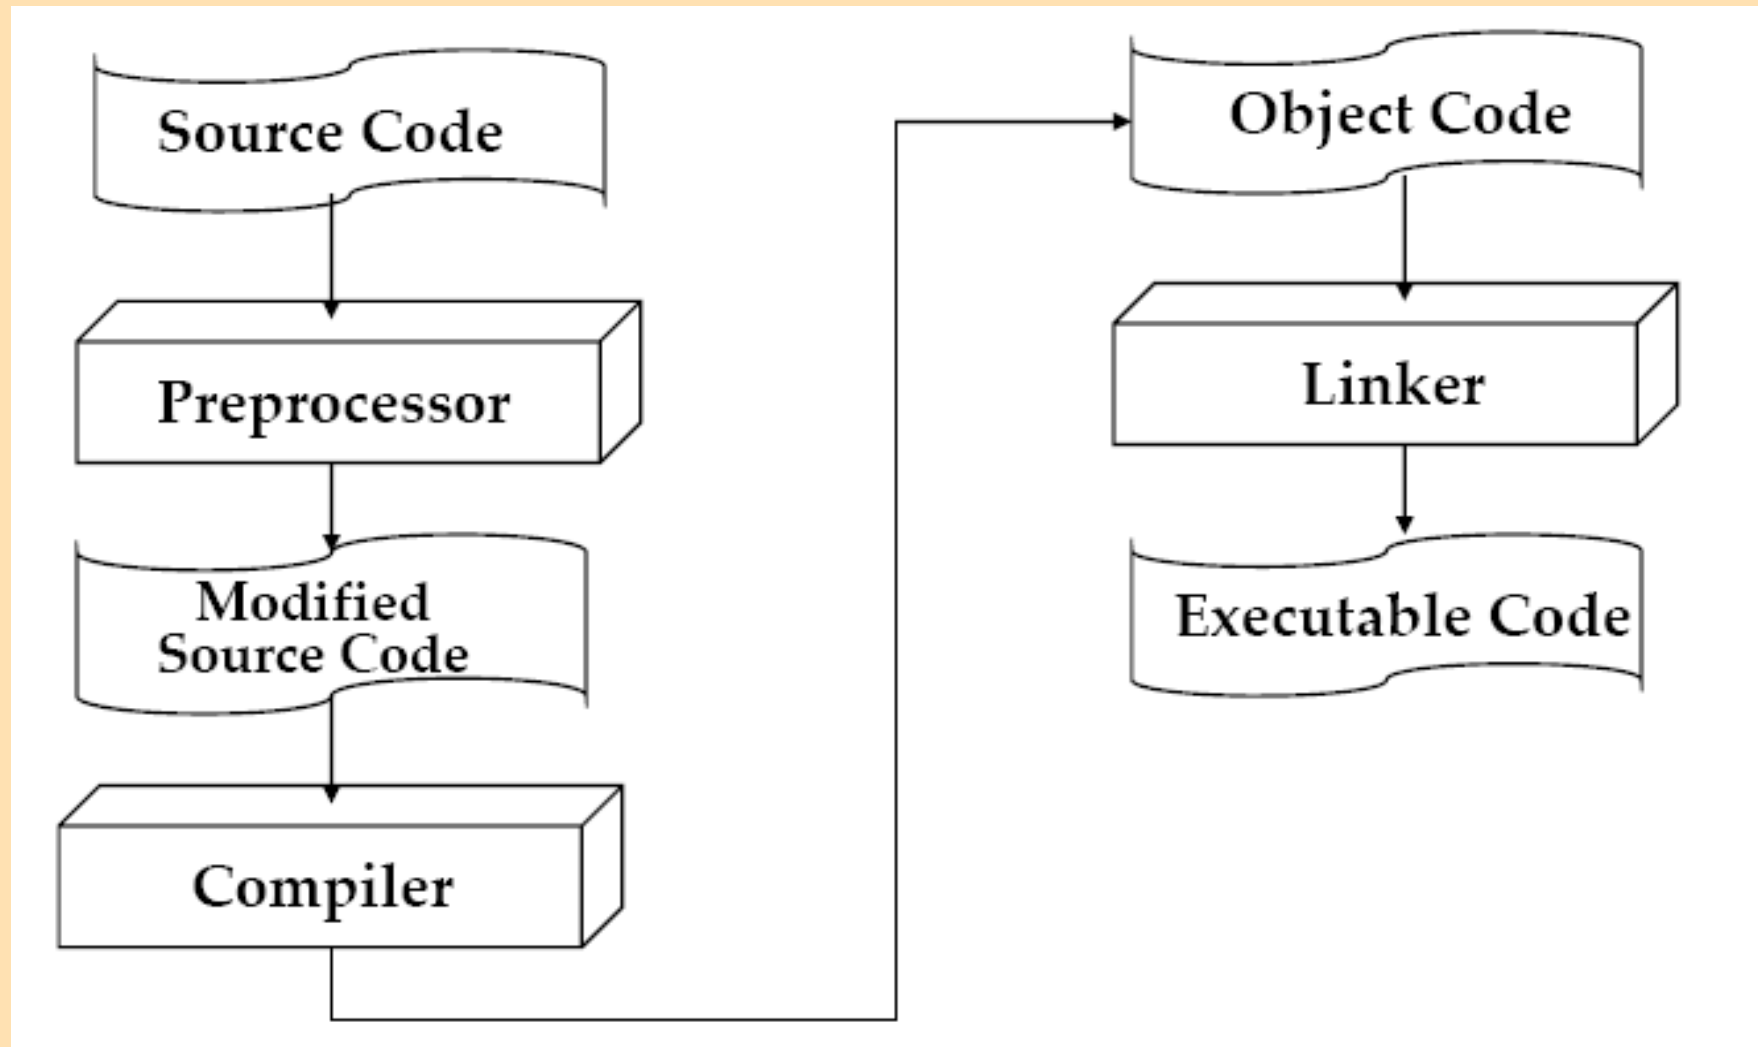 Source Code
Preprocessor
Modified
Source Code
Compiler
Object Code
Linker
Executable Code